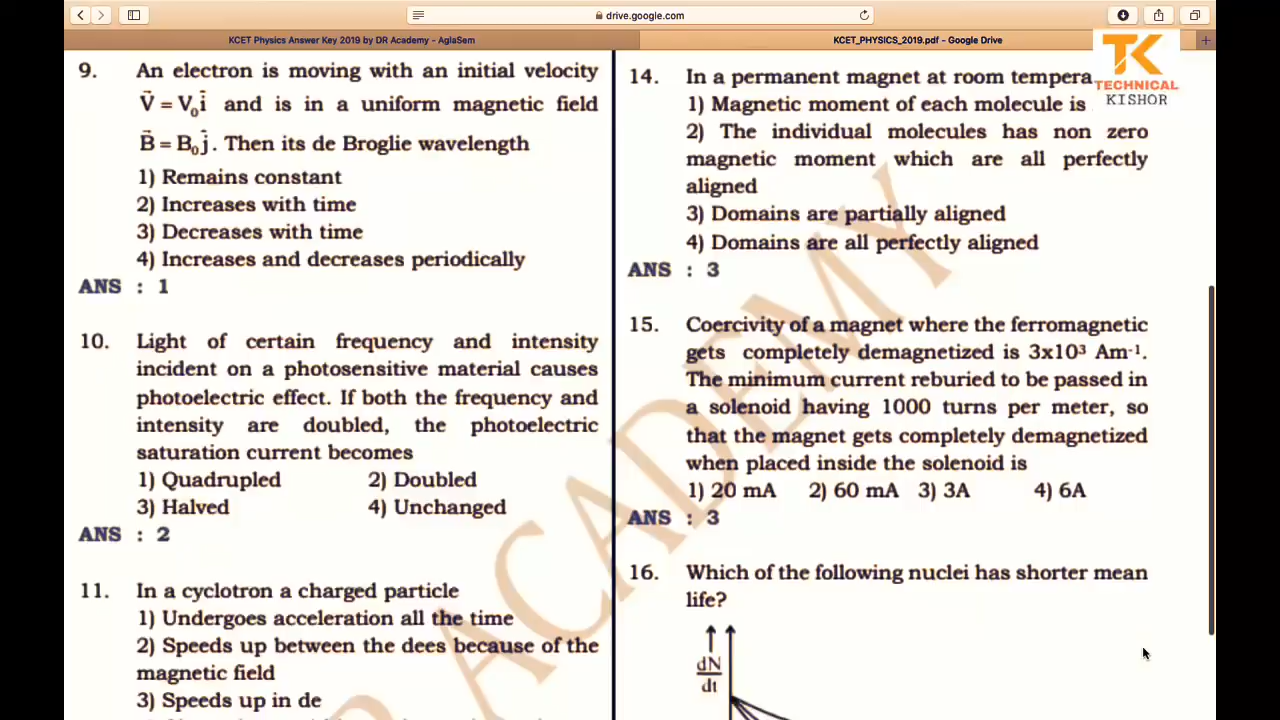 drive.google.com
KCET Physics Answer Key 2019 by DR Academy - AglaSem
KCET_PHYSICS_2019.pdf - Google Drive
TK
TECHNICAL
KISHOR
9. An electron is moving with an initial velocity
V⃗ = V₀i⃗ and is in a uniform magnetic field
B⃗ = B₀j⃗. Then its de Broglie wavelength
1) Remains constant
2) Increases with time
3) Decreases with time
4) Increases and decreases periodically
ANS : 1
10. Light of certain frequency and intensity
incident on a photosensitive material causes
photoelectric effect. If both the frequency and
intensity are doubled, the photoelectric
saturation current becomes
1) Quadrupled 2) Doubled
3) Halved 4) Unchanged
ANS : 2
11. In a cyclotron a charged particle
1) Undergoes acceleration all the time
2) Speeds up between the dees because of the
magnetic field
3) Speeds up in de
14. In a permanent magnet at room tempera
1) Magnetic moment of each molecule is
2) The individual molecules has non zero
magnetic moment which are all perfectly
aligned
3) Domains are partially aligned
4) Domains are all perfectly aligned
ANS : 3
15. Coercivity of a magnet where the ferromagnetic
gets completely demagnetized is 3x10³ Am⁻¹.
The minimum current reburied to be passed in
a solenoid having 1000 turns per meter, so
that the magnet gets completely demagnetized
when placed inside the solenoid is
1) 20 mA 2) 60 mA 3) 3A 4) 6A
ANS : 3
16. Which of the following nuclei has shorter mean
life?
dN
dt
R ACADEMY